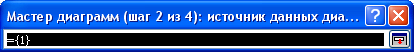 Мастер диаграмм (шаг 2 из 4): источник данных диа...
={1}